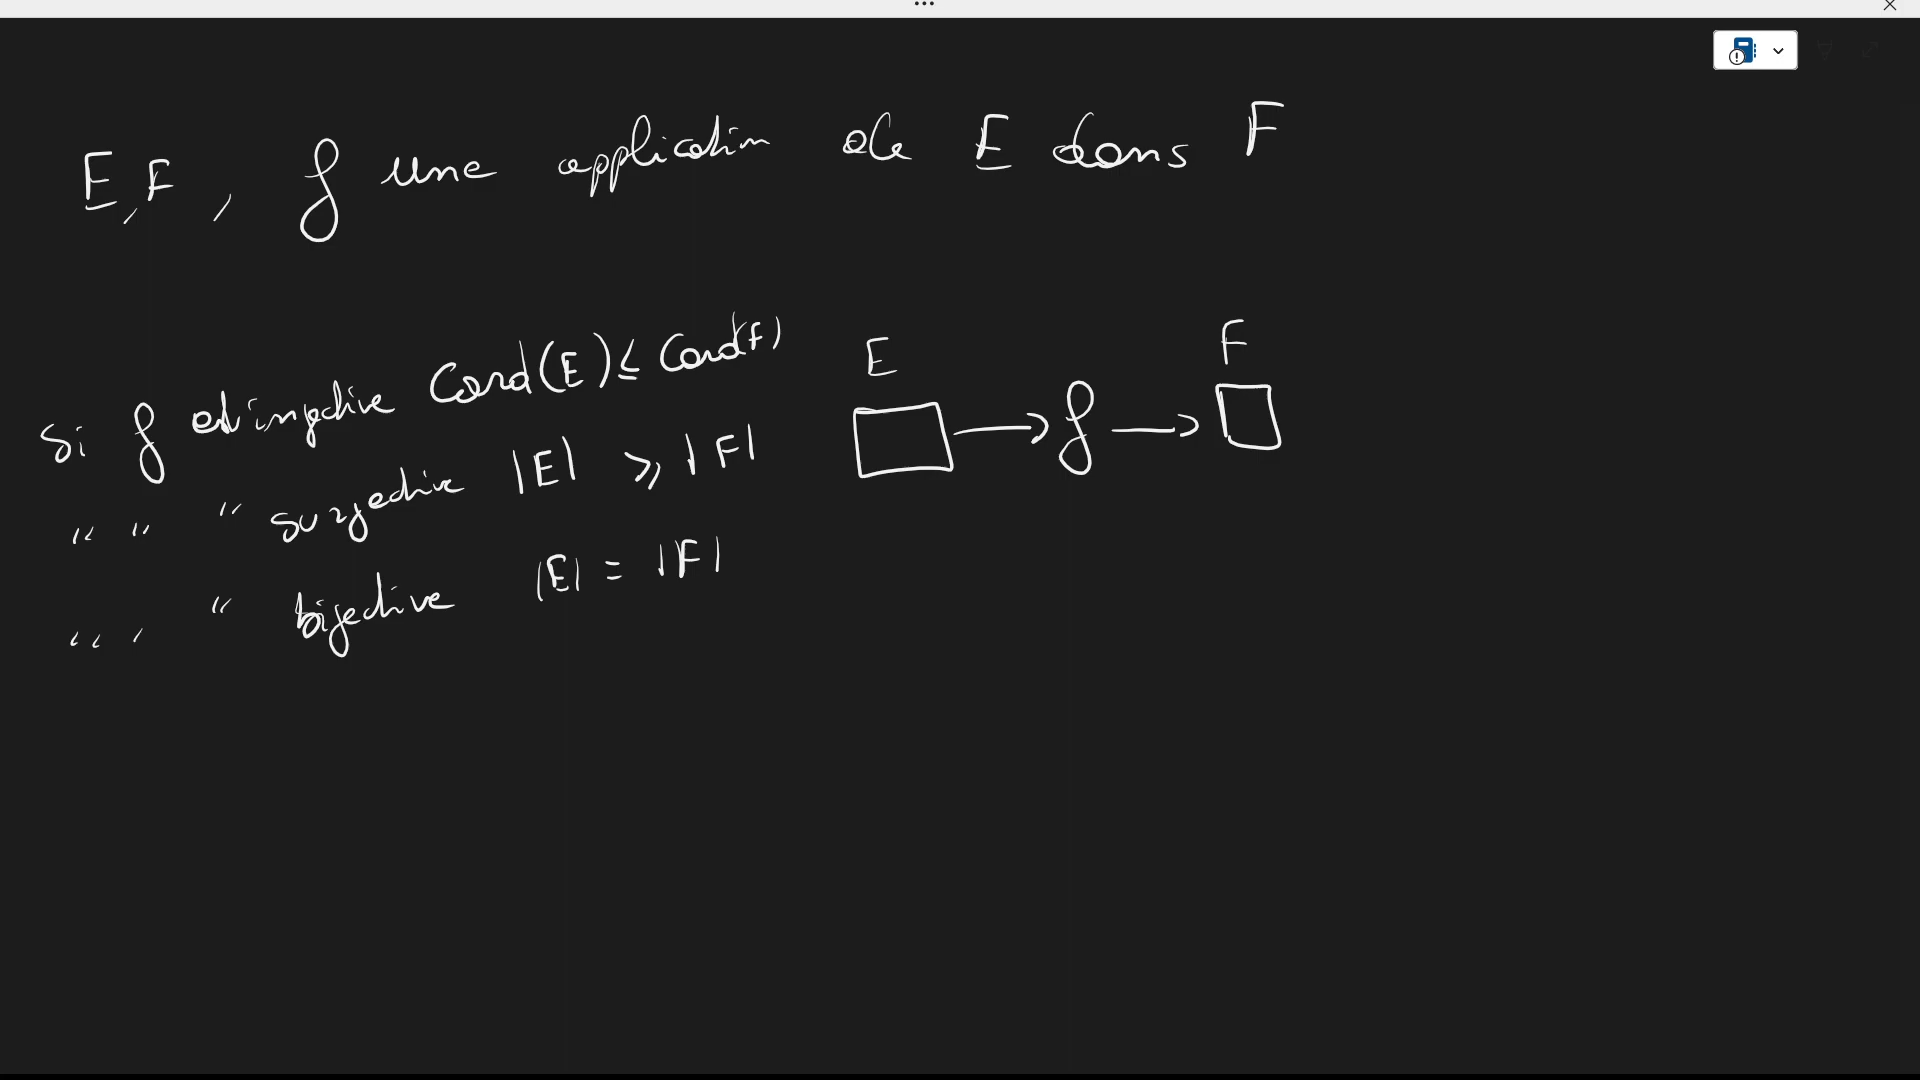 E, F, f une application de E dans F
Si f est injective Card(E) ≤ Card(F)
" " " surjective |E| ⩾ |F|
" " " bijective |E| = |F|
E F
f